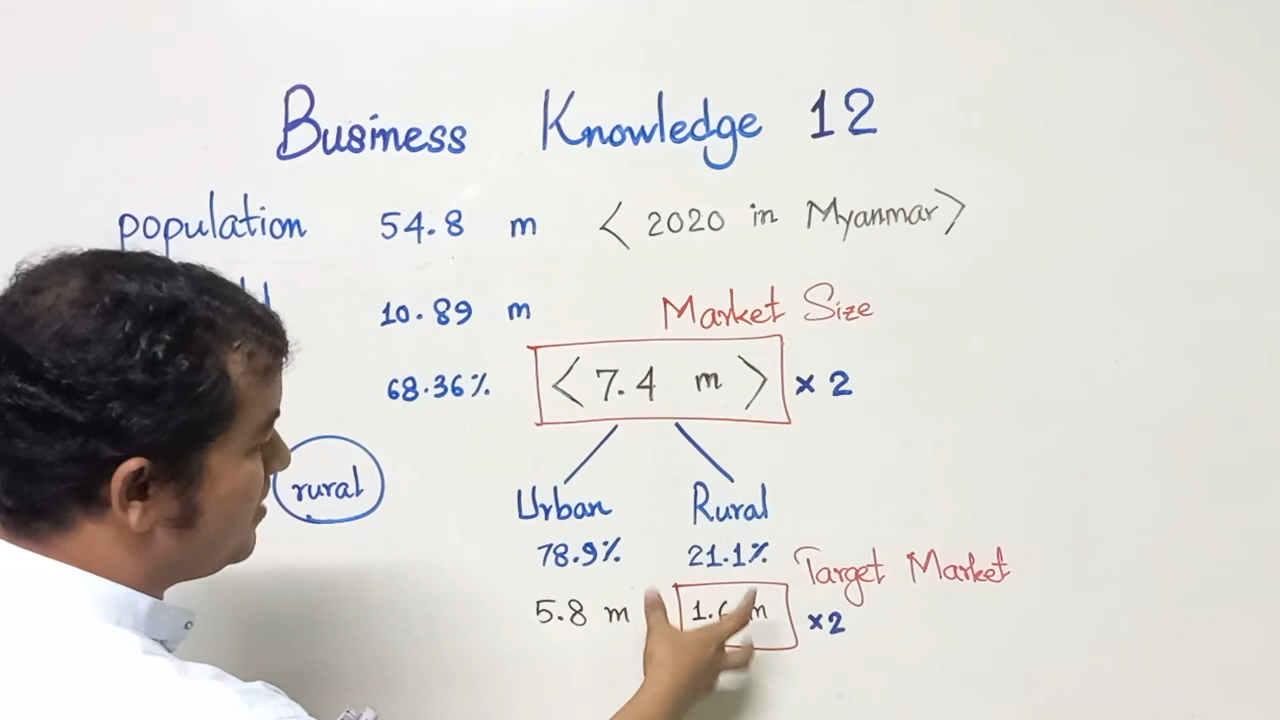 Business Knowledge 12
population 54.8 m < 2020 in Myanmar >
10.89 m Market Size
68.36% < 7.4 m > × 2
rural
Urban Rural
78.9% 21.1% Target Market
5.8 m m ×2